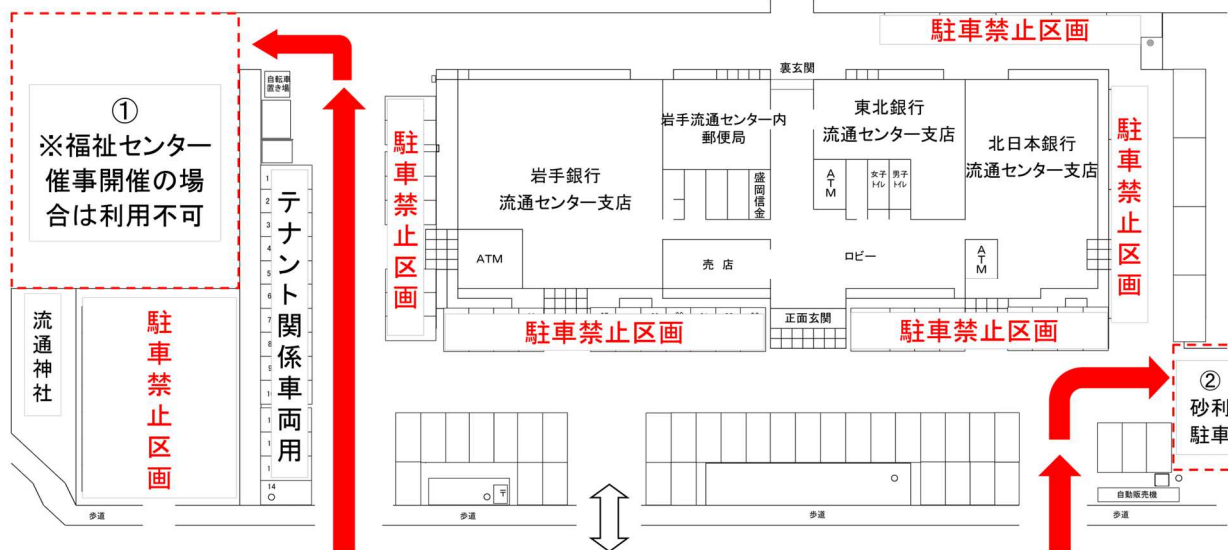 駐車禁止区画
①
※福祉センター
催事開催の場
合は利用不可
自転車
置き場
裏玄関
駐車禁止区画
岩手銀行
流通センター支店
岩手流通センター内
郵便局
盛岡信金
東北銀行
流通センター支店
ATM
女子
トイレ
男子
トイレ
北日本銀行
流通センター支店
駐車禁止区画
ATM
売店
ロビー
ATM
テナント関係車両用
1
2
3
4
5
6
7
8
9
14
流通神社
駐車禁止区画
駐車禁止区画
正面玄関
駐車禁止区画
②
砂利
駐車
〒
自動販売機
歩道
歩道
歩道
歩道